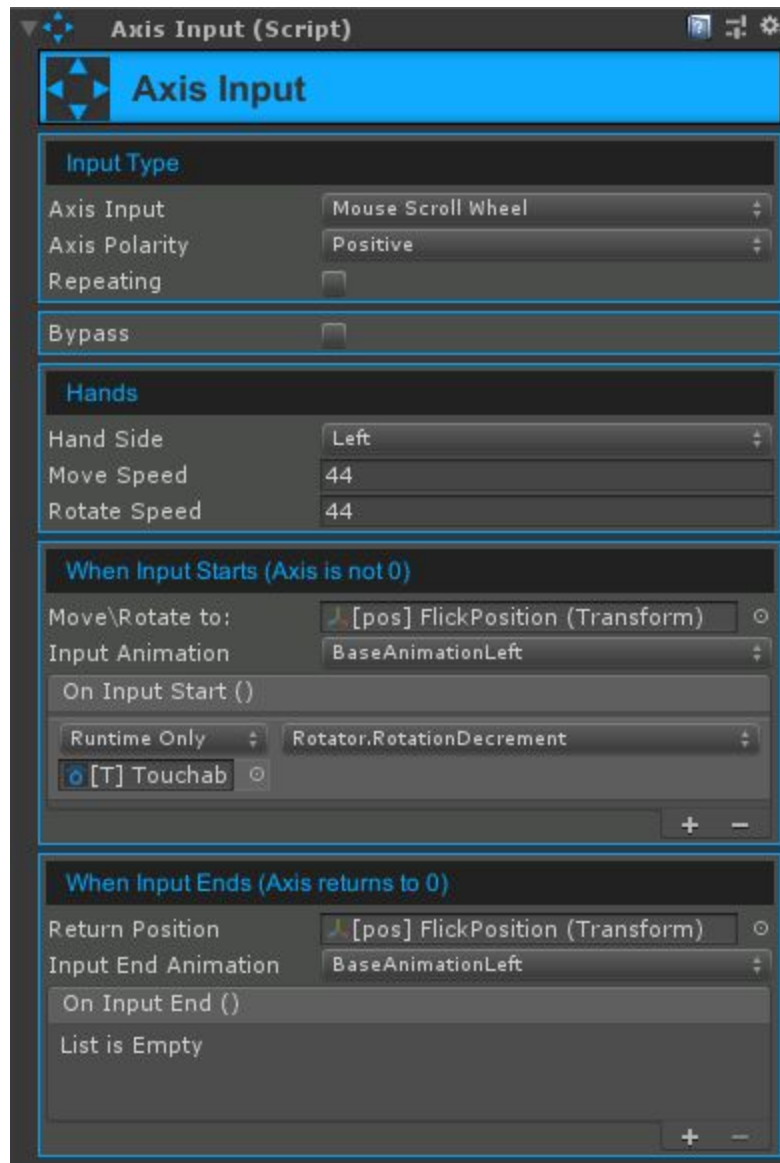 Axis Input (Script)
Axis Input
Input Type
Axis Input Mouse Scroll Wheel
Axis Polarity Positive
Repeating
Bypass
Hands
Hand Side Left
Move Speed 44
Rotate Speed 44
When Input Starts (Axis is not 0)
Move\Rotate to: [pos] FlickPosition (Transform)
Input Animation BaseAnimationLeft
On Input Start ()
Runtime Only Rotator.RotationDecrement
[T] Touchab
+ −
When Input Ends (Axis returns to 0)
Return Position [pos] FlickPosition (Transform)
Input End Animation BaseAnimationLeft
On Input End ()
List is Empty
+ −